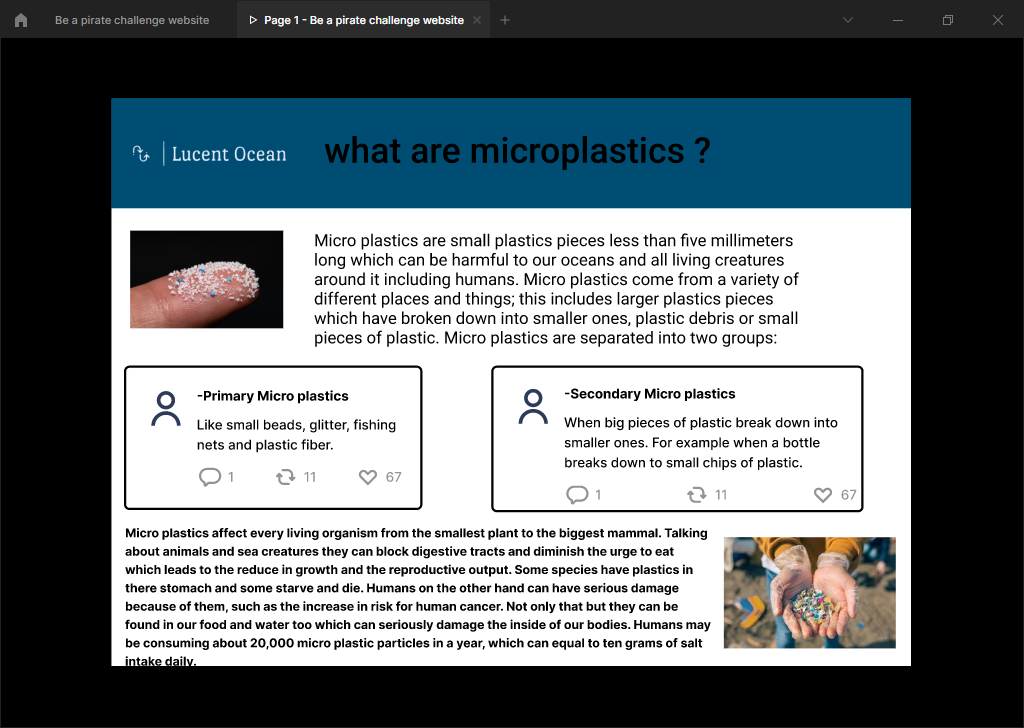 Be a pirate challenge website
Page 1 - Be a pirate challenge website
Lucent Ocean
what are microplastics ?
Micro plastics are small plastics pieces less than five millimeters
long which can be harmful to our oceans and all living creatures
around it including humans. Micro plastics come from a variety of
different places and things; this includes larger plastics pieces
which have broken down into smaller ones, plastic debris or small
pieces of plastic. Micro plastics are separated into two groups:
-Primary Micro plastics
Like small beads, glitter, fishing
nets and plastic fiber.
1 11 67
-Secondary Micro plastics
When big pieces of plastic break down into
smaller ones. For example when a bottle
breaks down to small chips of plastic.
1 11 67
Micro plastics affect every living organism from the smallest plant to the biggest mammal. Talking
about animals and sea creatures they can block digestive tracts and diminish the urge to eat
which leads to the reduce in growth and the reproductive output. Some species have plastics in
there stomach and some starve and die. Humans on the other hand can have serious damage
because of them, such as the increase in risk for human cancer. Not only that but they can be
found in our food and water too which can seriously damage the inside of our bodies. Humans may
be consuming about 20,000 micro plastic particles in a year, which can equal to ten grams of salt
intake daily.